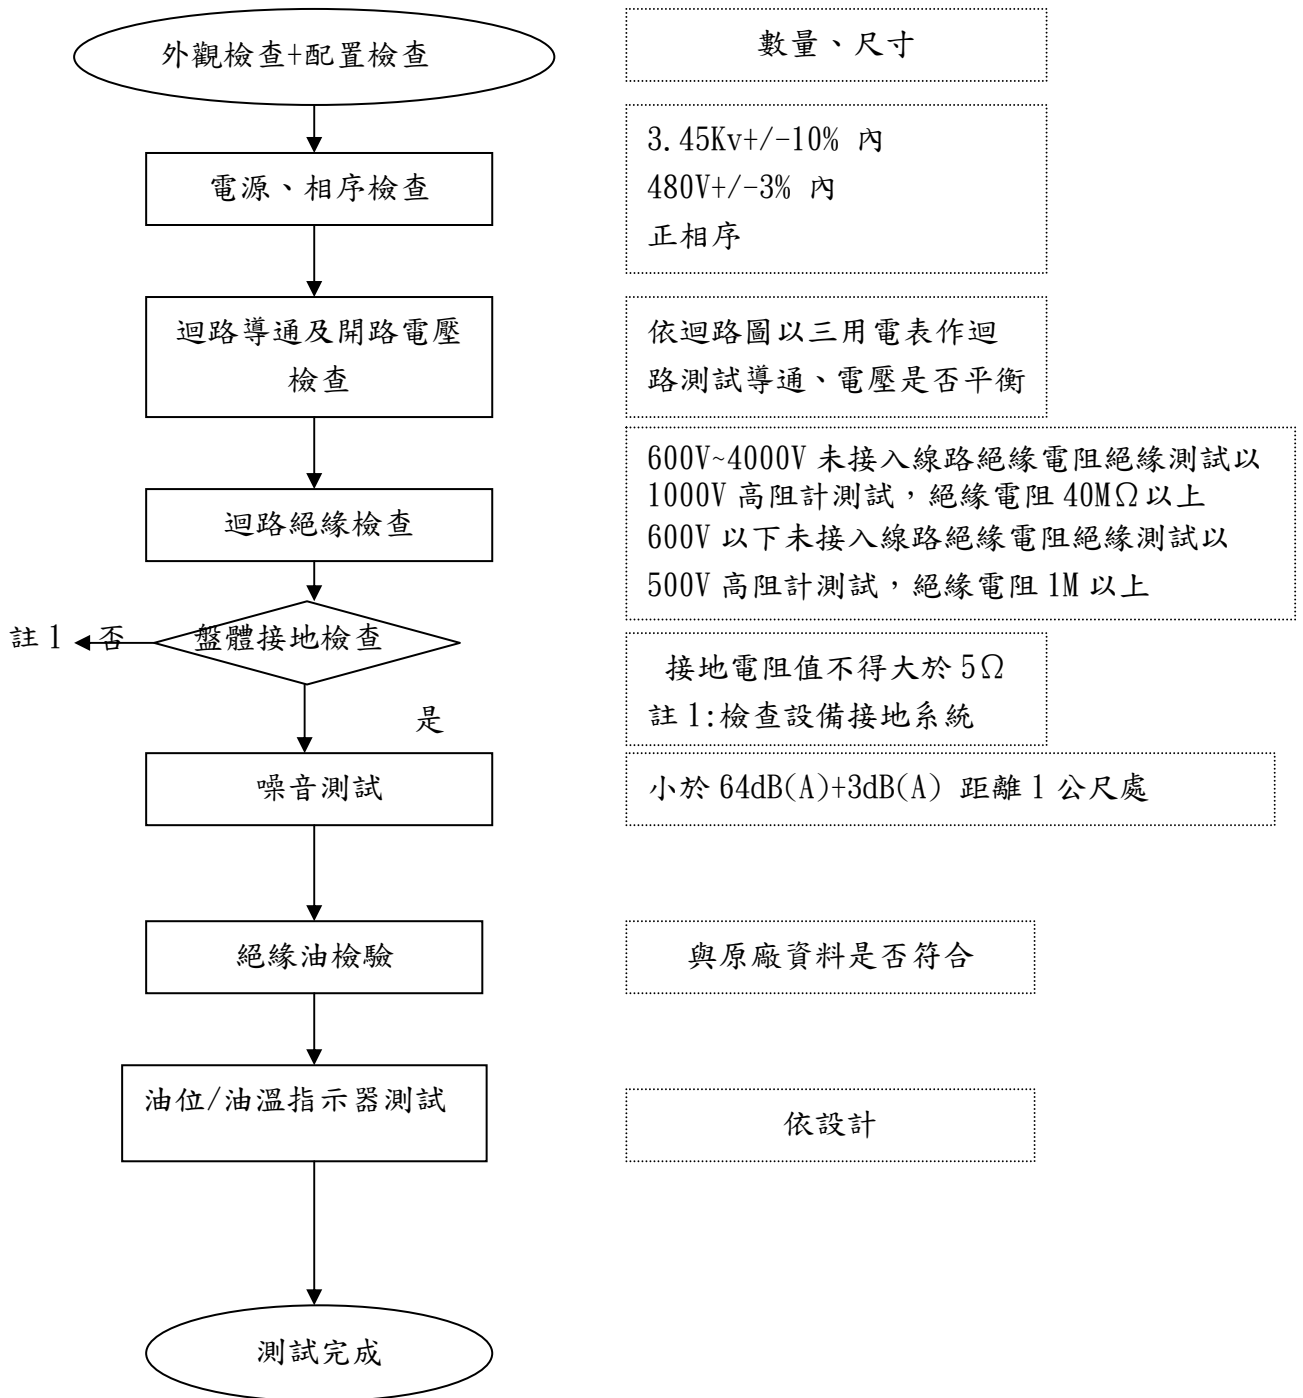 外觀檢查+配置檢查
數量、尺寸
電源、相序檢查
3.45Kv+/-10% 內
480V+/-3% 內
正相序
迴路導通及開路電壓
檢查
依迴路圖以三用電表作迴
路測試導通、電壓是否平衡
迴路絕緣檢查
600V~4000V 未接入線路絕緣電阻絕緣測試以
1000V 高阻計測試，絕緣電阻 40MΩ以上
600V 以下未接入線路絕緣電阻絕緣測試以
500V 高阻計測試，絕緣電阻 1M 以上
註 1
否
盤體接地檢查
接地電阻值不得大於 5Ω
註 1:檢查設備接地系統
是
噪音測試
小於 64dB(A)+3dB(A) 距離 1 公尺處
絕緣油檢驗
與原廠資料是否符合
油位/油溫指示器測試
依設計
測試完成